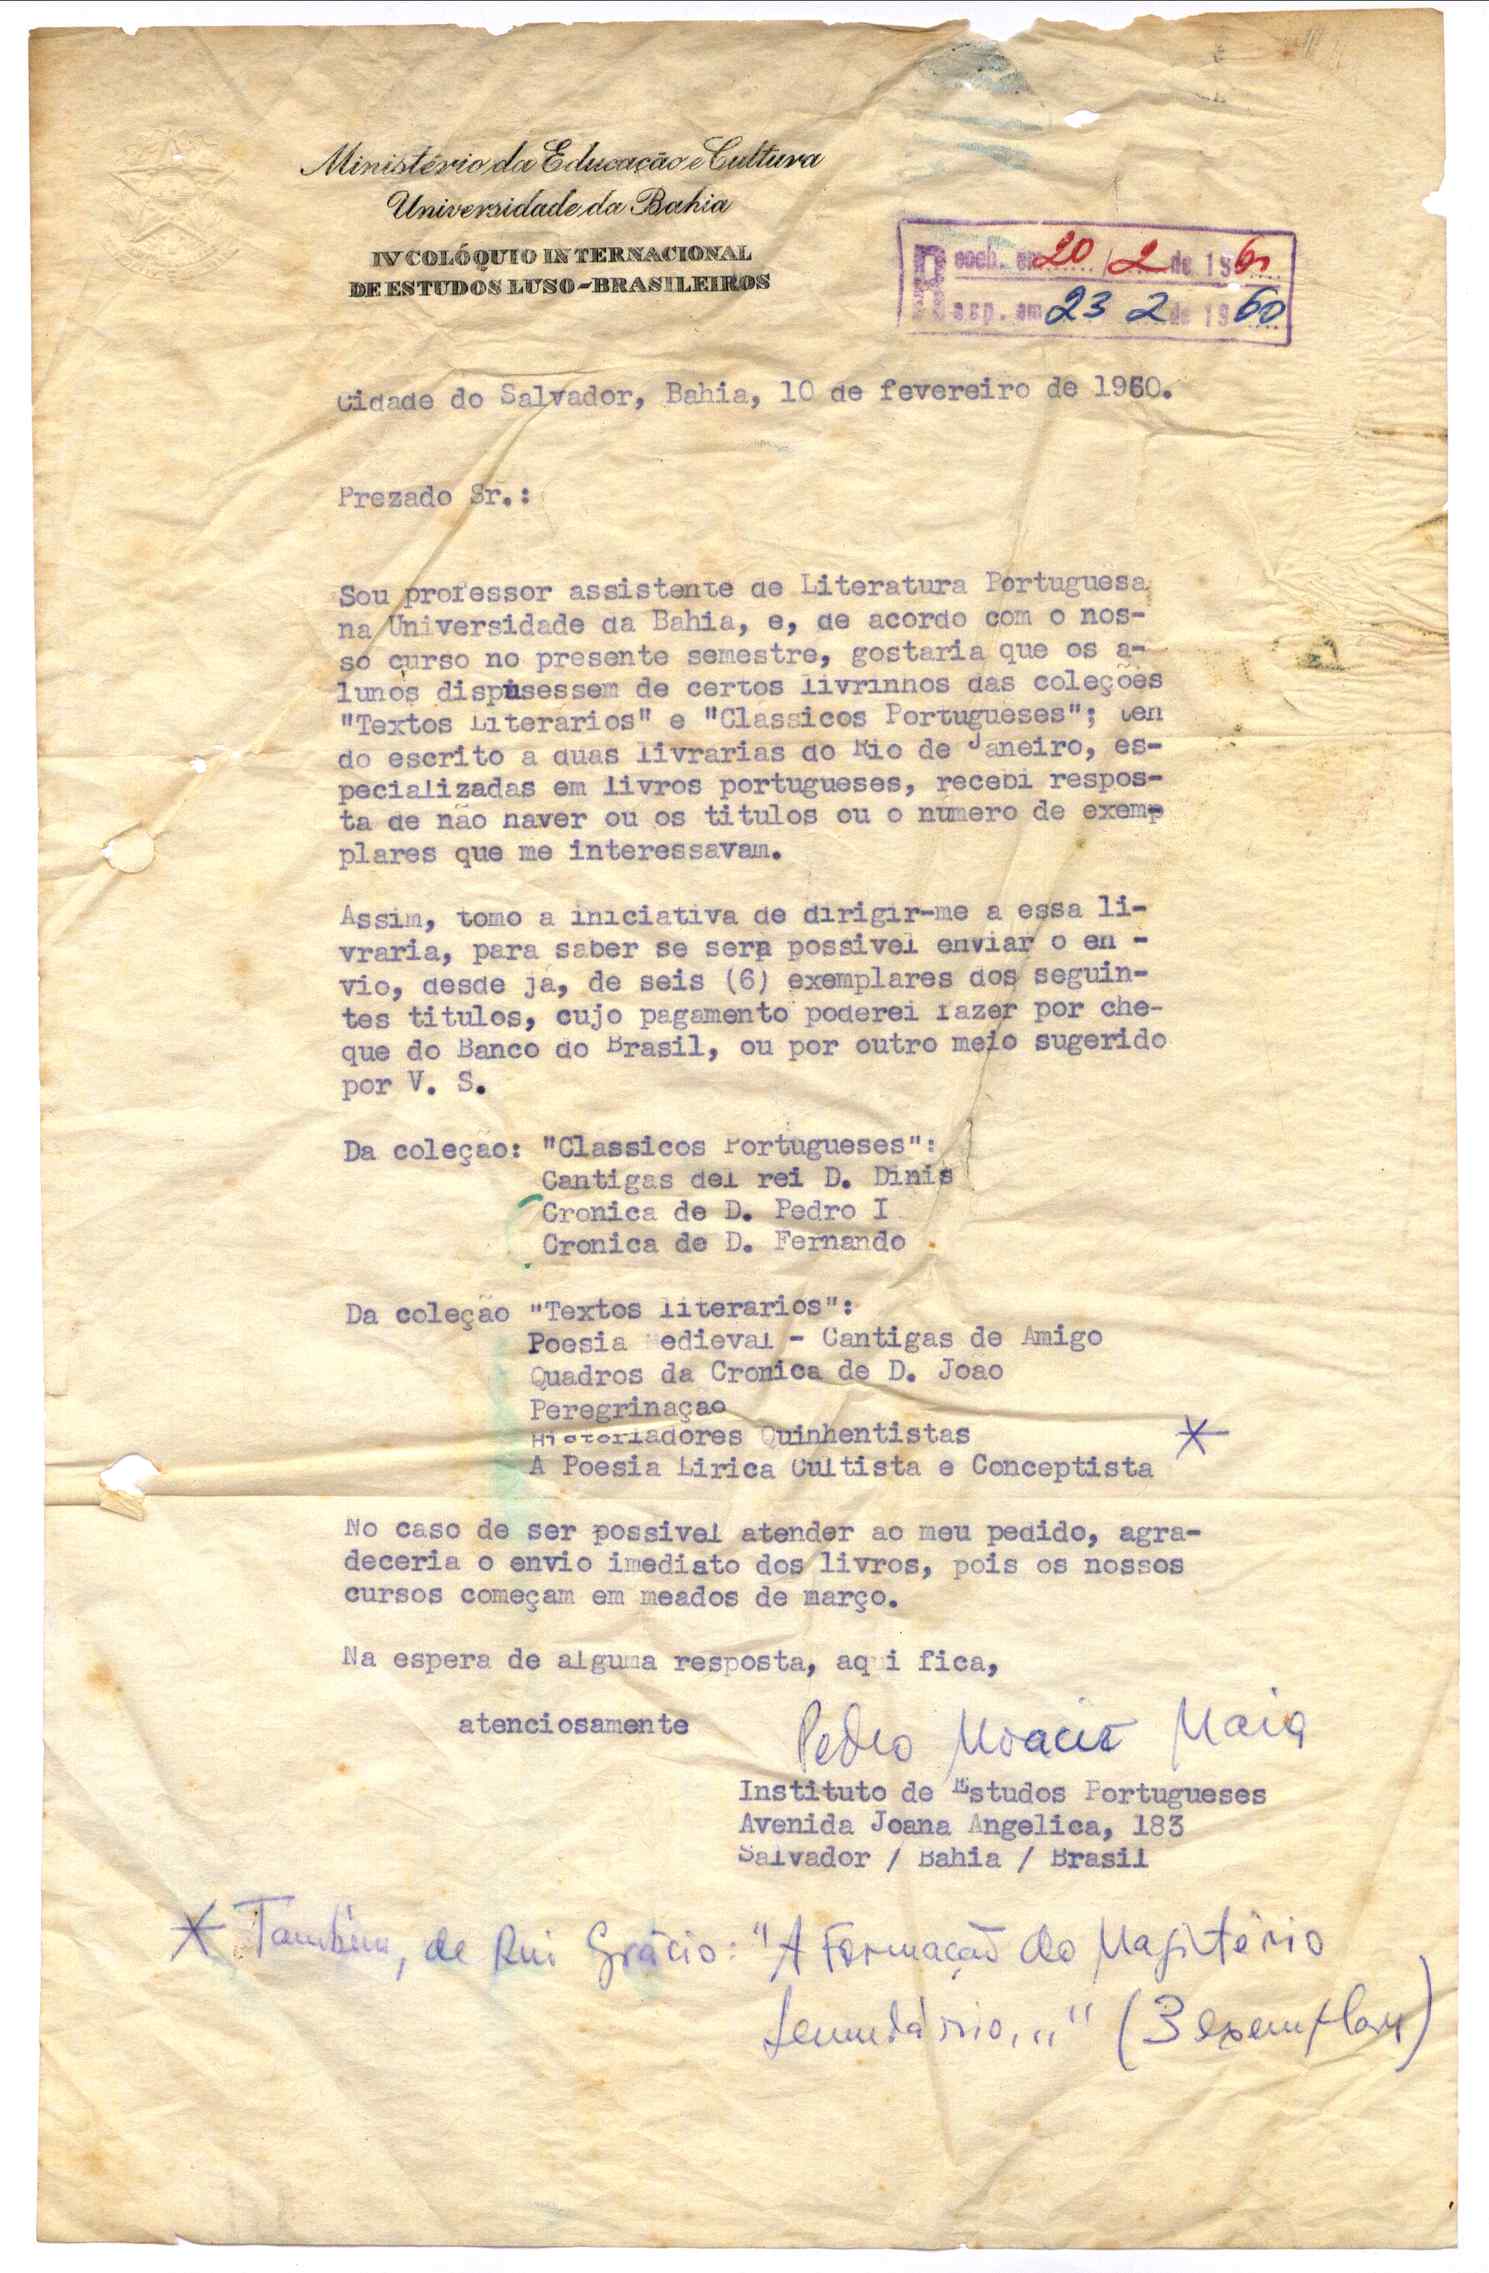 Ministério da Educação e Cultura
Universidade da Bahia
IV COLÓQUIO INTERNACIONAL
DE ESTUDOS LUSO-BRASILEIROS
Receb. em 20 / 2 de 1960
Resp. em 23 2 de 1960
Cidade do Salvador, Bahia, 10 de fevereiro de 1960.
Prezado Sr.:
Sou professor assistente de Literatura Portuguesa
na Universidade da Bahia, e, de acordo com o nos-
so curso no presente semestre, gostaria que os a-
lunos dispusessem de certos livrinhos das coleções
"Textos Literários" e "Clássicos Portugueses"; ten
do escrito a duas livrarias do Rio de Janeiro, es-
pecializadas em livros portugueses, recebi respos-
ta de não haver ou os titulos ou o numero de exemp
plares que me interessavam.
Assim, tomo a iniciativa de dirigir-me a essa li-
vraria, para saber se será possivel enviar o en -
vio, desde já, de seis (6) exemplares dos seguin-
tes titulos, cujo pagamento poderei fazer por che-
que do Banco do Brasil, ou por outro meio sugerido
por V. S.
Da coleção: "Classicos Portugueses":
Cantigas del rei D. Dinis
Cronica de D. Pedro I
Cronica de D. Fernando
Da coleção "Textos literarios":
Poesia Medieval - Cantigas de Amigo
Quadros da Cronica de D. Joao
Peregrinaçao
Historiadores Quinhentistas *
A Poesia Lirica Cultista e Conceptista
No caso de ser possivel atender ao meu pedido, agra-
deceria o envio imediato dos livros, pois os nossos
cursos começam em meados de março.
Na espera de alguma resposta, aqui fica,
atenciosamente
Pedro Moacir Maia
Instituto de Estudos Portugueses
Avenida Joana Angelica, 183
Salvador / Bahia / Brasil
* Também, de Rui Grácio: "A Formação do Magistério
Secundário..." (3 exemplares)